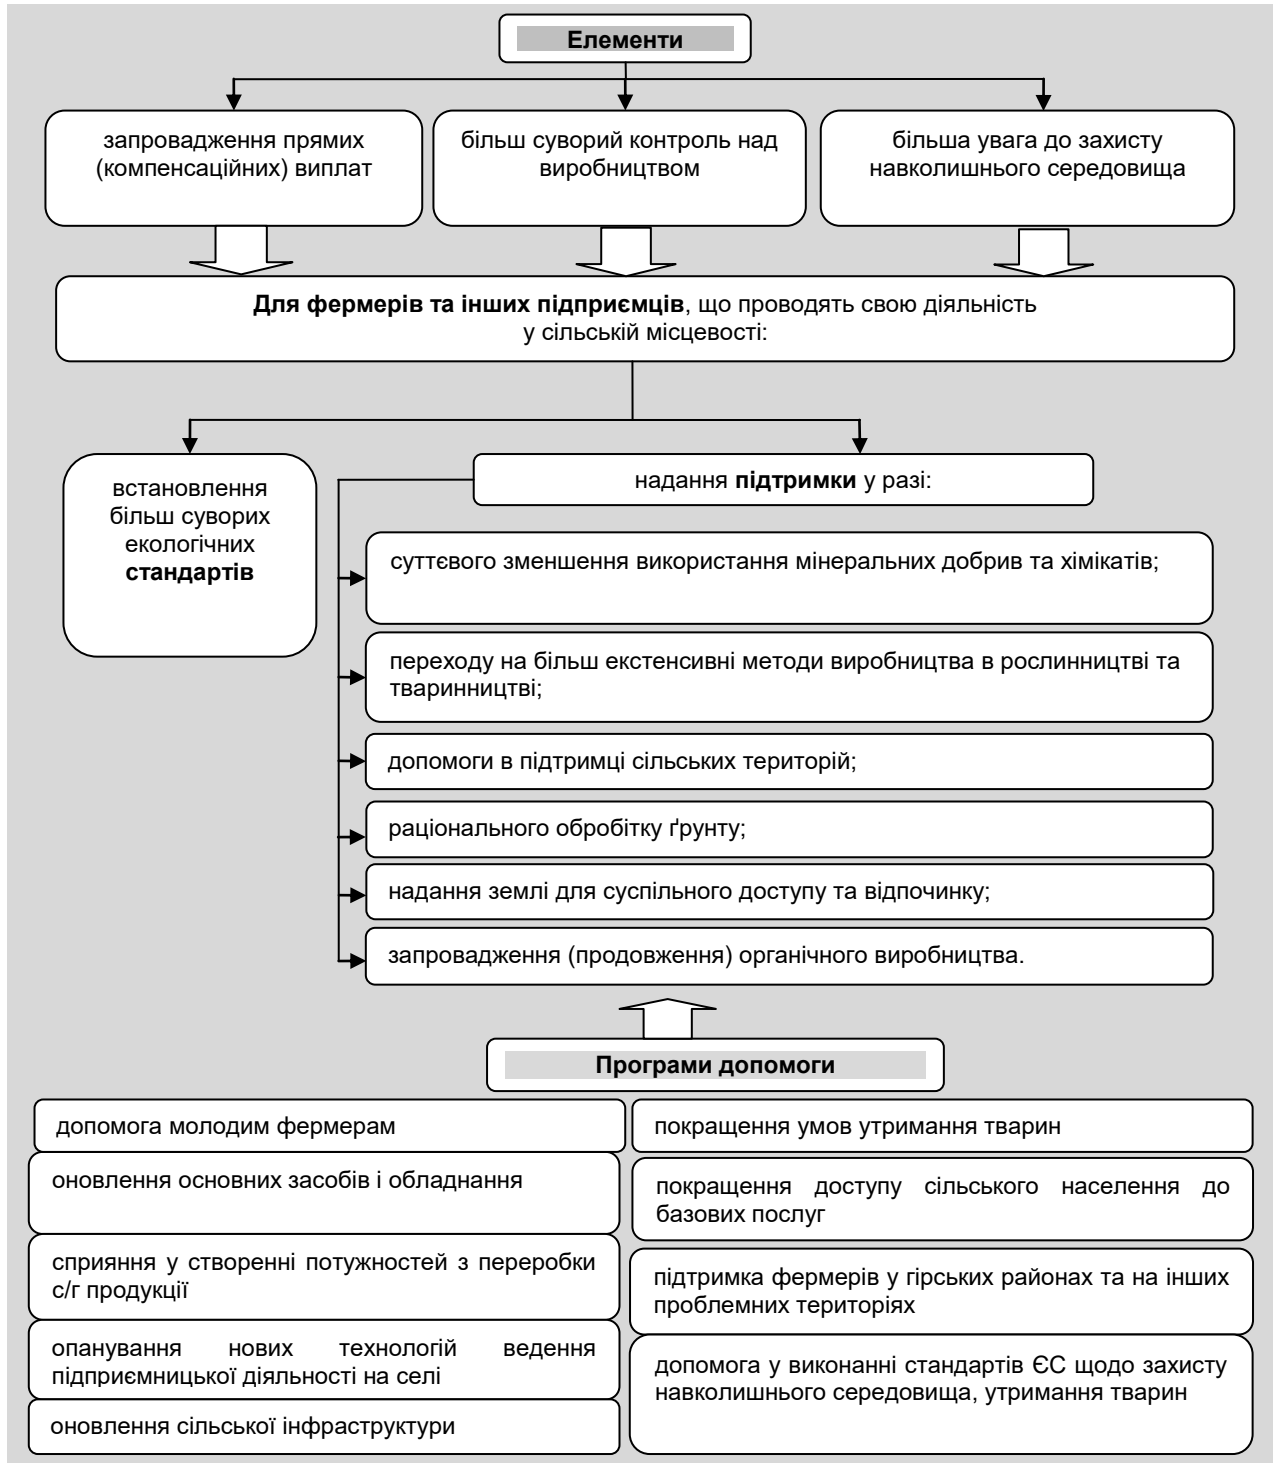 Елементи
запровадження прямих
(компенсаційних) виплат
більш суворий контроль над
виробництвом
більша увага до захисту
навколишнього середовища
Для фермерів та інших підприємців, що проводять свою діяльність
у сільській місцевості:
встановлення
більш суворих
екологічних
стандартів
надання підтримки у разі:
суттєвого зменшення використання мінеральних добрив та хімікатів;
переходу на більш екстенсивні методи виробництва в рослинництві та
тваринництві;
допомоги в підтримці сільських територій;
раціонального обробітку ґрунту;
надання землі для суспільного доступу та відпочинку;
запровадження (продовження) органічного виробництва.
Програми допомоги
допомога молодим фермерам
оновлення основних засобів і обладнання
сприяння у створенні потужностей з переробки
с/г продукції
опанування нових технологій ведення
підприємницької діяльності на селі
оновлення сільської інфраструктури
покращення умов утримання тварин
покращення доступу сільського населення до
базових послуг
підтримка фермерів у гірських районах та на інших
проблемних територіях
допомога у виконанні стандартів ЄС щодо захисту
навколишнього середовища, утримання тварин